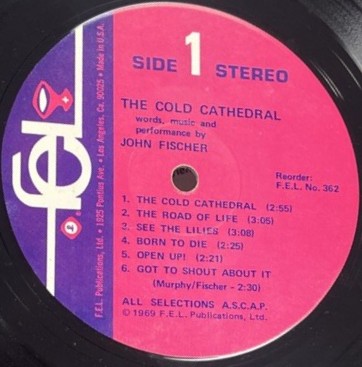 SIDE 1 STEREO
THE COLD CATHEDRAL
words, music and
performance by
JOHN FISCHER
Reorder:
F.E.L. No. 362
1. THE COLD CATHEDRAL (2:55)
2. THE ROAD OF LIFE (3:05)
3. SEE THE LILIES (3:08)
4. BORN TO DIE (2:25)
5. OPEN UP! (2:21)
6. GOT TO SHOUT ABOUT IT
(Murphy/Fischer - 2:30)
ALL SELECTIONS A.S.C.A.P.
© 1969 F.E.L. Publications, Ltd.
fel
F.E.L. Publications, Ltd. • 1925 Pontius Ave. • Los Angeles, Ca. 90025 • Made in U.S.A.